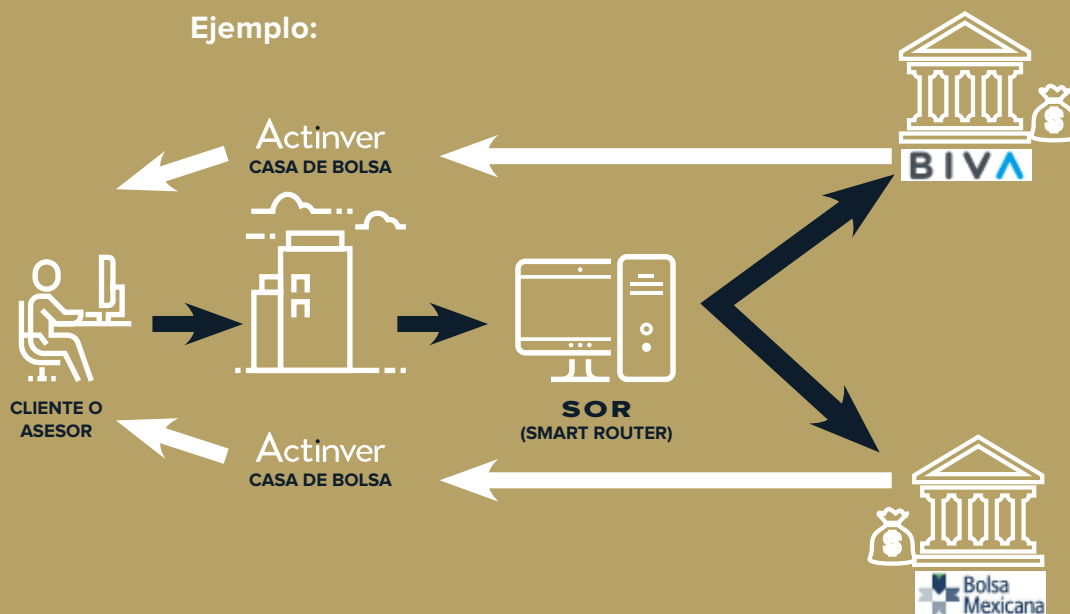 Ejemplo:
Actinver
CASA DE BOLSA
BIVA
CLIENTE O
ASESOR
SOR
(SMART ROUTER)
Actinver
CASA DE BOLSA
$
$
Bolsa
Mexicana